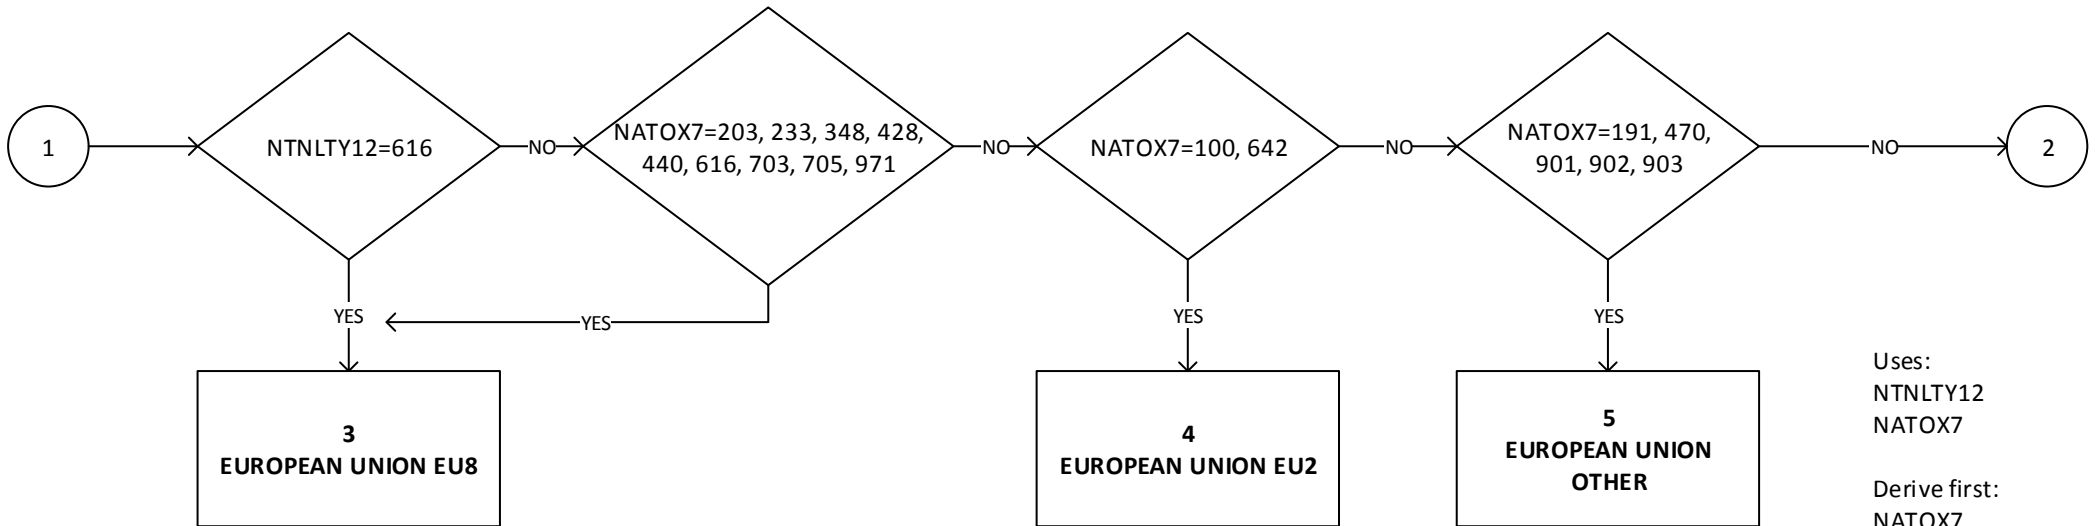 1
NTNLTY12=616
NO
NATOX7=203, 233, 348, 428,
440, 616, 703, 705, 971
NO
NATOX7=100, 642
NO
NATOX7=191, 470,
901, 902, 903
NO
2
YES
YES
YES
YES
3
EUROPEAN UNION EU8
4
EUROPEAN UNION EU2
5
EUROPEAN UNION
OTHER
Uses:
NTNLTY12
NATOX7
Derive first:
NATOX7